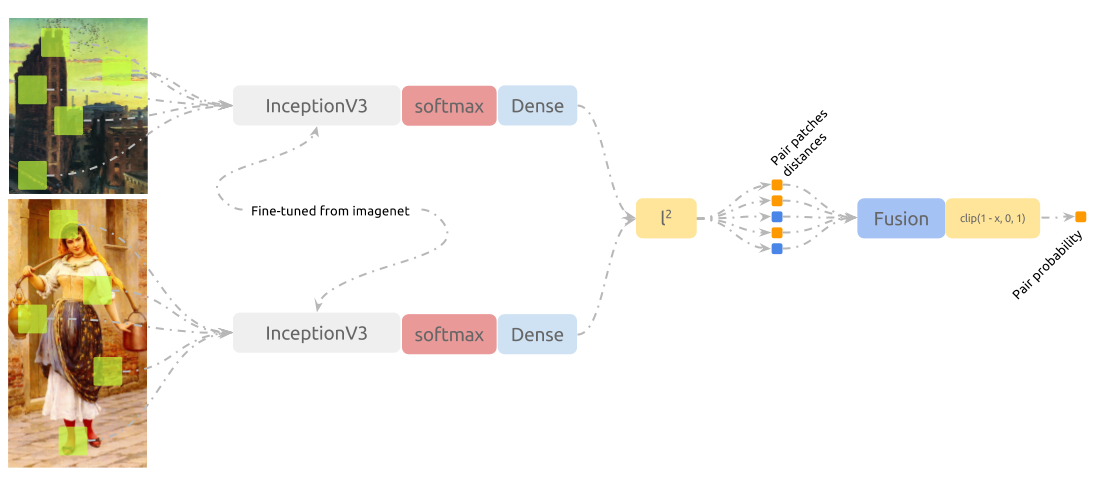 InceptionV3
softmax
Dense
Fine-tuned from imagenet
InceptionV3
softmax
Dense
l²
Pair patches
distances
Fusion
clip(1 - x, 0, 1)
Pair probability